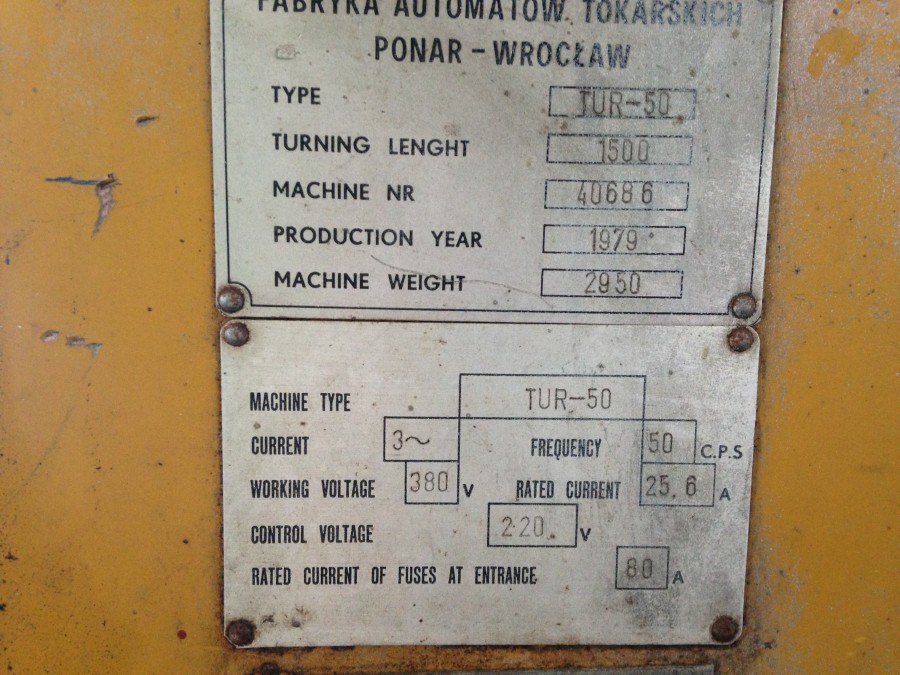 FABRYKA AUTOMATÓW TOKARSKICH
PONAR-WROCŁAW
TYPE TUR-50
TURNING LENGHT 1500
MACHINE NR 40686
PRODUCTION YEAR 1979
MACHINE WEIGHT 2950
MACHINE TYPE TUR-50
CURRENT 3~ FREQUENCY 50 C.P.S
WORKING VOLTAGE 380 V RATED CURRENT 25,6 A
CONTROL VOLTAGE 220 V
RATED CURRENT OF FUSES AT ENTRANCE 80 A